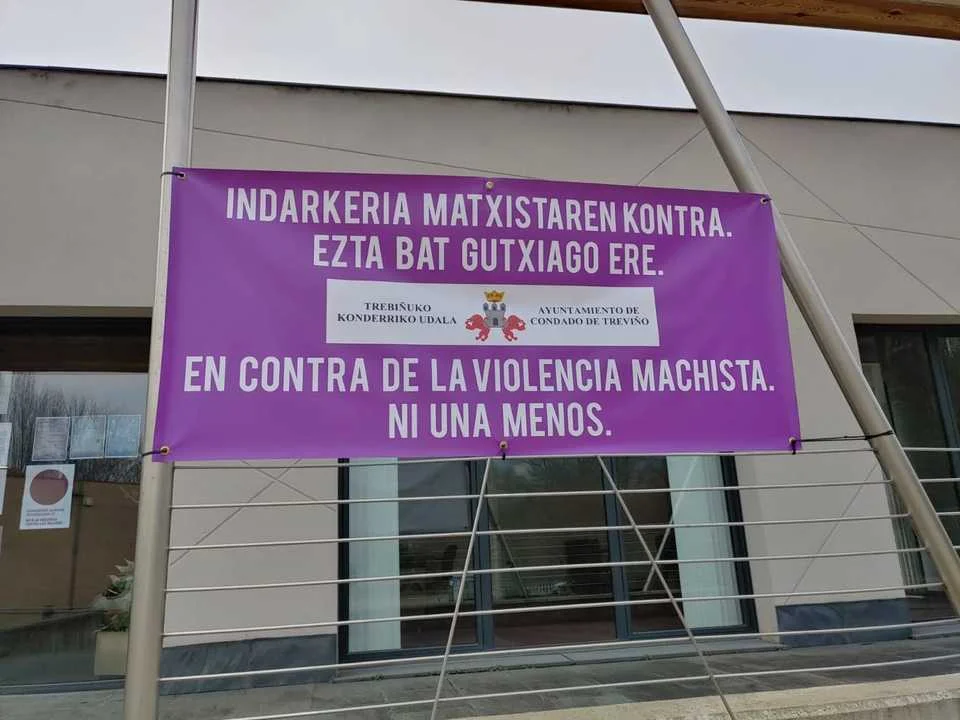 INDARKERIA MATXISTAREN KONTRA.
EZTA BAT GUTXIAGO ERE.
TREBIÑUKO
KONDERRIKO UDALA
AYUNTAMIENTO DE
CONDADO DE TREVIÑO
EN CONTRA DE LA VIOLENCIA MACHISTA.
NI UNA MENOS.